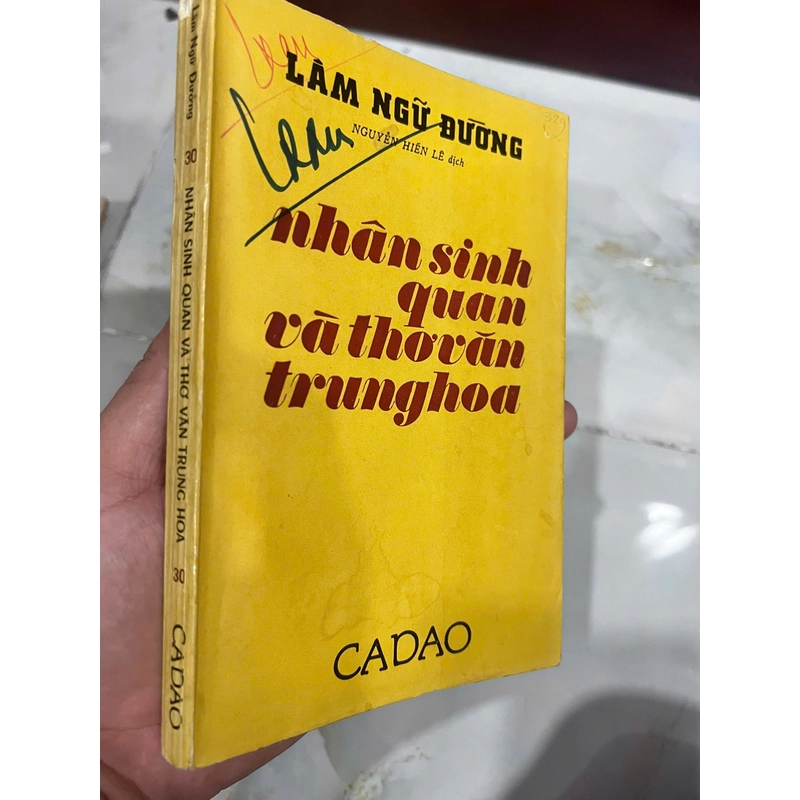 LÂM NGỮ ĐƯỜNG
NGUYỄN HIẾN LÊ dịch
nhân sinh
quan
và thơ văn
trung hoa
CADAO
Lâm Ngữ Đường
30
NHÂN SINH QUAN VÀ THƠ VĂN TRUNG HOA
30
CADAO